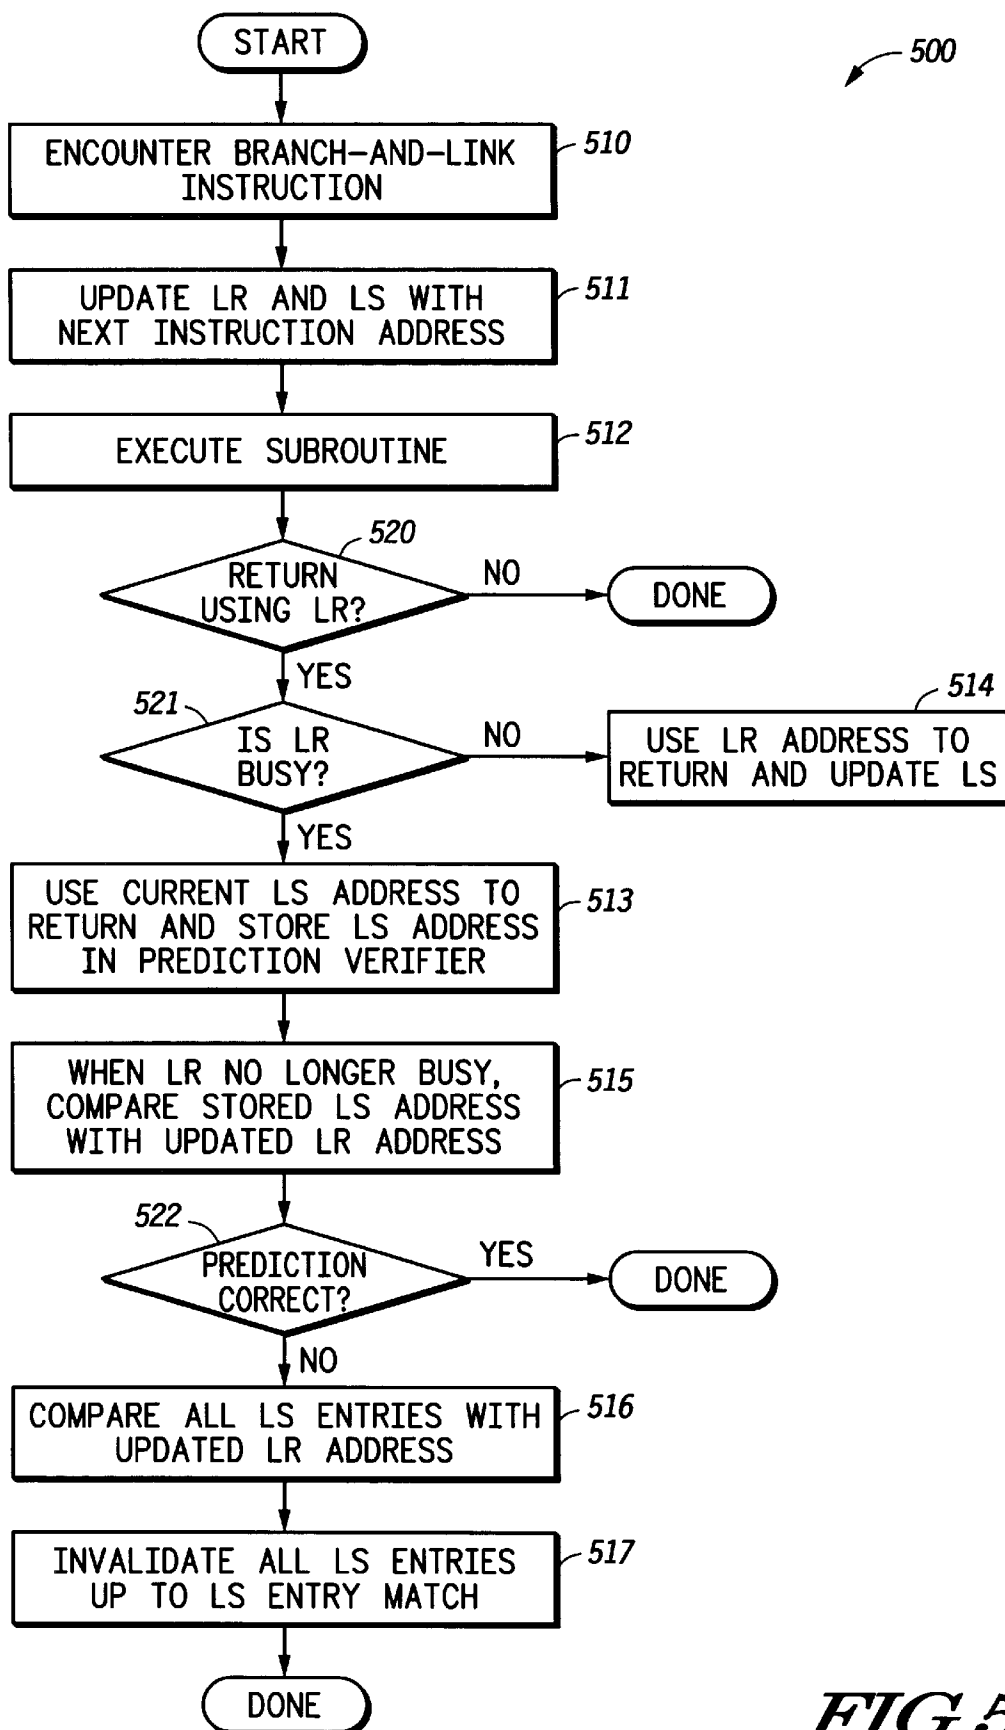 START
500
ENCOUNTER BRANCH-AND-LINK
INSTRUCTION
510
UPDATE LR AND LS WITH
NEXT INSTRUCTION ADDRESS
511
EXECUTE SUBROUTINE
512
520
RETURN
USING LR?
NO
DONE
YES
521
IS LR
BUSY?
NO
514
USE LR ADDRESS TO
RETURN AND UPDATE LS
YES
USE CURRENT LS ADDRESS TO
RETURN AND STORE LS ADDRESS
IN PREDICTION VERIFIER
513
WHEN LR NO LONGER BUSY,
COMPARE STORED LS ADDRESS
WITH UPDATED LR ADDRESS
515
522
PREDICTION
CORRECT?
YES
DONE
NO
COMPARE ALL LS ENTRIES WITH
UPDATED LR ADDRESS
516
INVALIDATE ALL LS ENTRIES
UP TO LS ENTRY MATCH
517
DONE
FIG.5